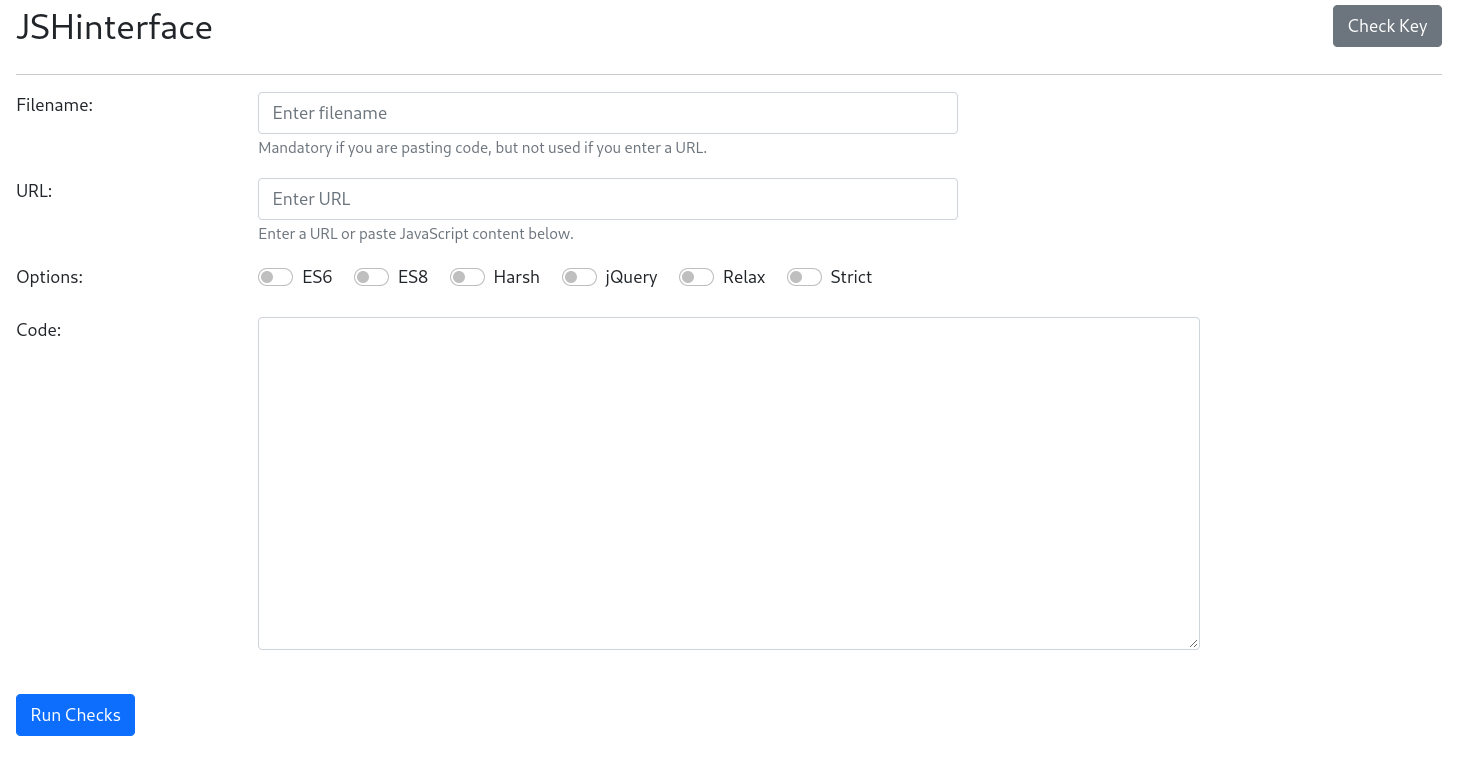 JSHinterface
Check Key
Filename:
Enter filename
Mandatory if you are pasting code, but not used if you enter a URL.
URL:
Enter URL
Enter a URL or paste JavaScript content below.
Options:
ES6 ES8 Harsh jQuery Relax Strict
Code:
Run Checks